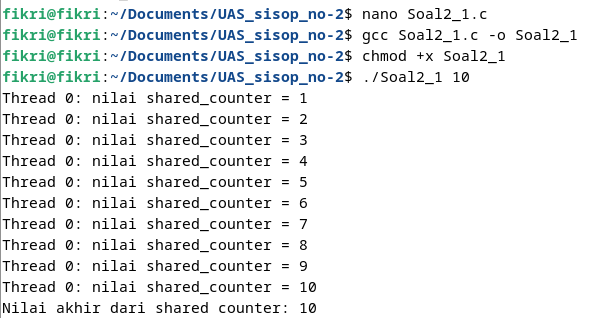 fikri@fikri:~/Documents/UAS_sisop_no-2$ nano Soal2_1.c
fikri@fikri:~/Documents/UAS_sisop_no-2$ gcc Soal2_1.c -o Soal2_1
fikri@fikri:~/Documents/UAS_sisop_no-2$ chmod +x Soal2_1
fikri@fikri:~/Documents/UAS_sisop_no-2$ ./Soal2_1 10
Thread 0: nilai shared_counter = 1
Thread 0: nilai shared_counter = 2
Thread 0: nilai shared_counter = 3
Thread 0: nilai shared_counter = 4
Thread 0: nilai shared_counter = 5
Thread 0: nilai shared_counter = 6
Thread 0: nilai shared_counter = 7
Thread 0: nilai shared_counter = 8
Thread 0: nilai shared_counter = 9
Thread 0: nilai shared_counter = 10
Nilai akhir dari shared counter: 10